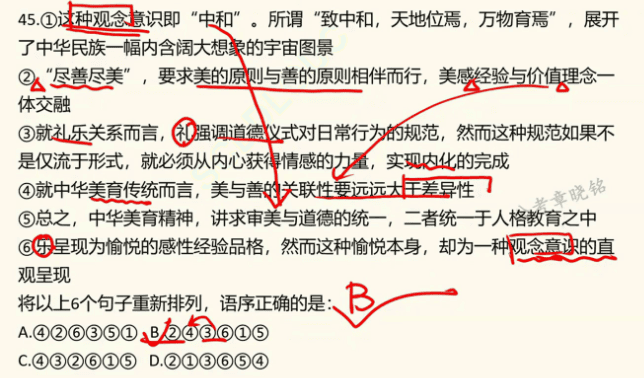 45.①这种观念意识即“中和”。所谓“致中和，天地位焉，万物育焉”，展开
了中华民族一幅内含阔大想象的宇宙图景
②“尽善尽美”，要求美的原则与善的原则相伴而行，美感经验与价值理念一
体交融
③就礼乐关系而言，礼强调道德仪式对日常行为的规范，然而这种规范如果不
是仅流于形式，就必须从内心获得情感的力量，实现内化的完成
④就中华美育传统而言，美与善的关联性要远远大于差异性
⑤总之，中华美育精神，讲求审美与道德的统一，二者统一于人格教育之中
⑥乐呈现为愉悦的感性经验品格，然而这种愉悦本身，却为一种观念意识的直
观呈现
将以上6个句子重新排列，语序正确的是：B
A.④②⑥③⑤① B.②④③⑥①⑤
C.④③②⑥①⑤ D.②①③⑥⑤④
章晓铭